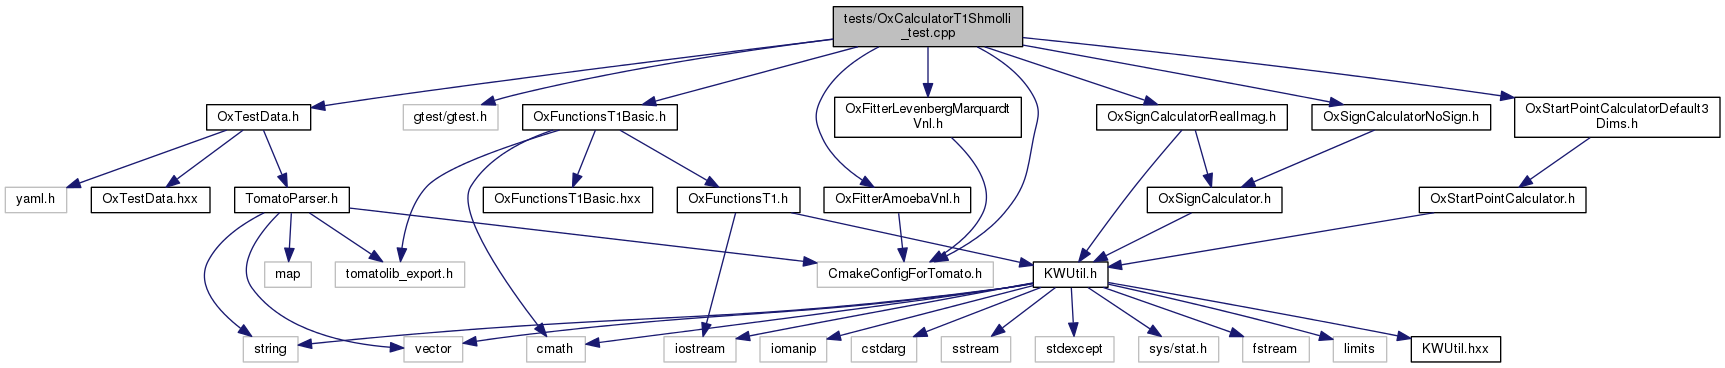 tests/OxCalculatorT1Shmolli
_test.cpp
OxTestData.h
gtest/gtest.h
OxFunctionsT1Basic.h
OxFitterLevenbergMarquardt
Vnl.h
OxSignCalculatorRealImag.h
OxSignCalculatorNoSign.h
OxStartPointCalculatorDefault3
Dims.h
yaml.h
OxTestData.hxx
TomatoParser.h
OxFunctionsT1Basic.hxx
OxFunctionsT1.h
OxFitterAmoebaVnl.h
OxSignCalculator.h
OxStartPointCalculator.h
map
tomatolib_export.h
CmakeConfigForTomato.h
KWUtil.h
string
vector
cmath
iostream
iomanip
cstdarg
sstream
stdexcept
sys/stat.h
fstream
limits
KWUtil.hxx